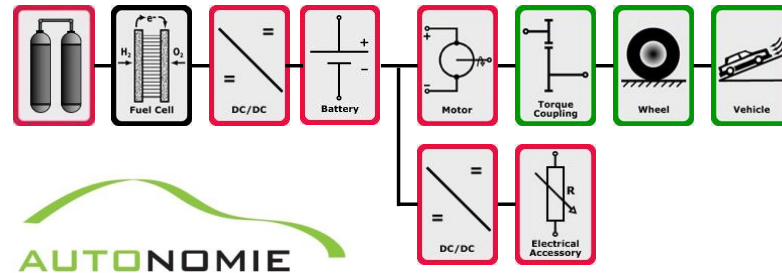 e-
H2 O2
Fuel Cell
=
=
DC/DC
+
−
Battery
+
−
Motor
Torque
Coupling
Wheel
Vehicle
=
=
DC/DC
R
Electrical
Accessory
AUTONOMIE